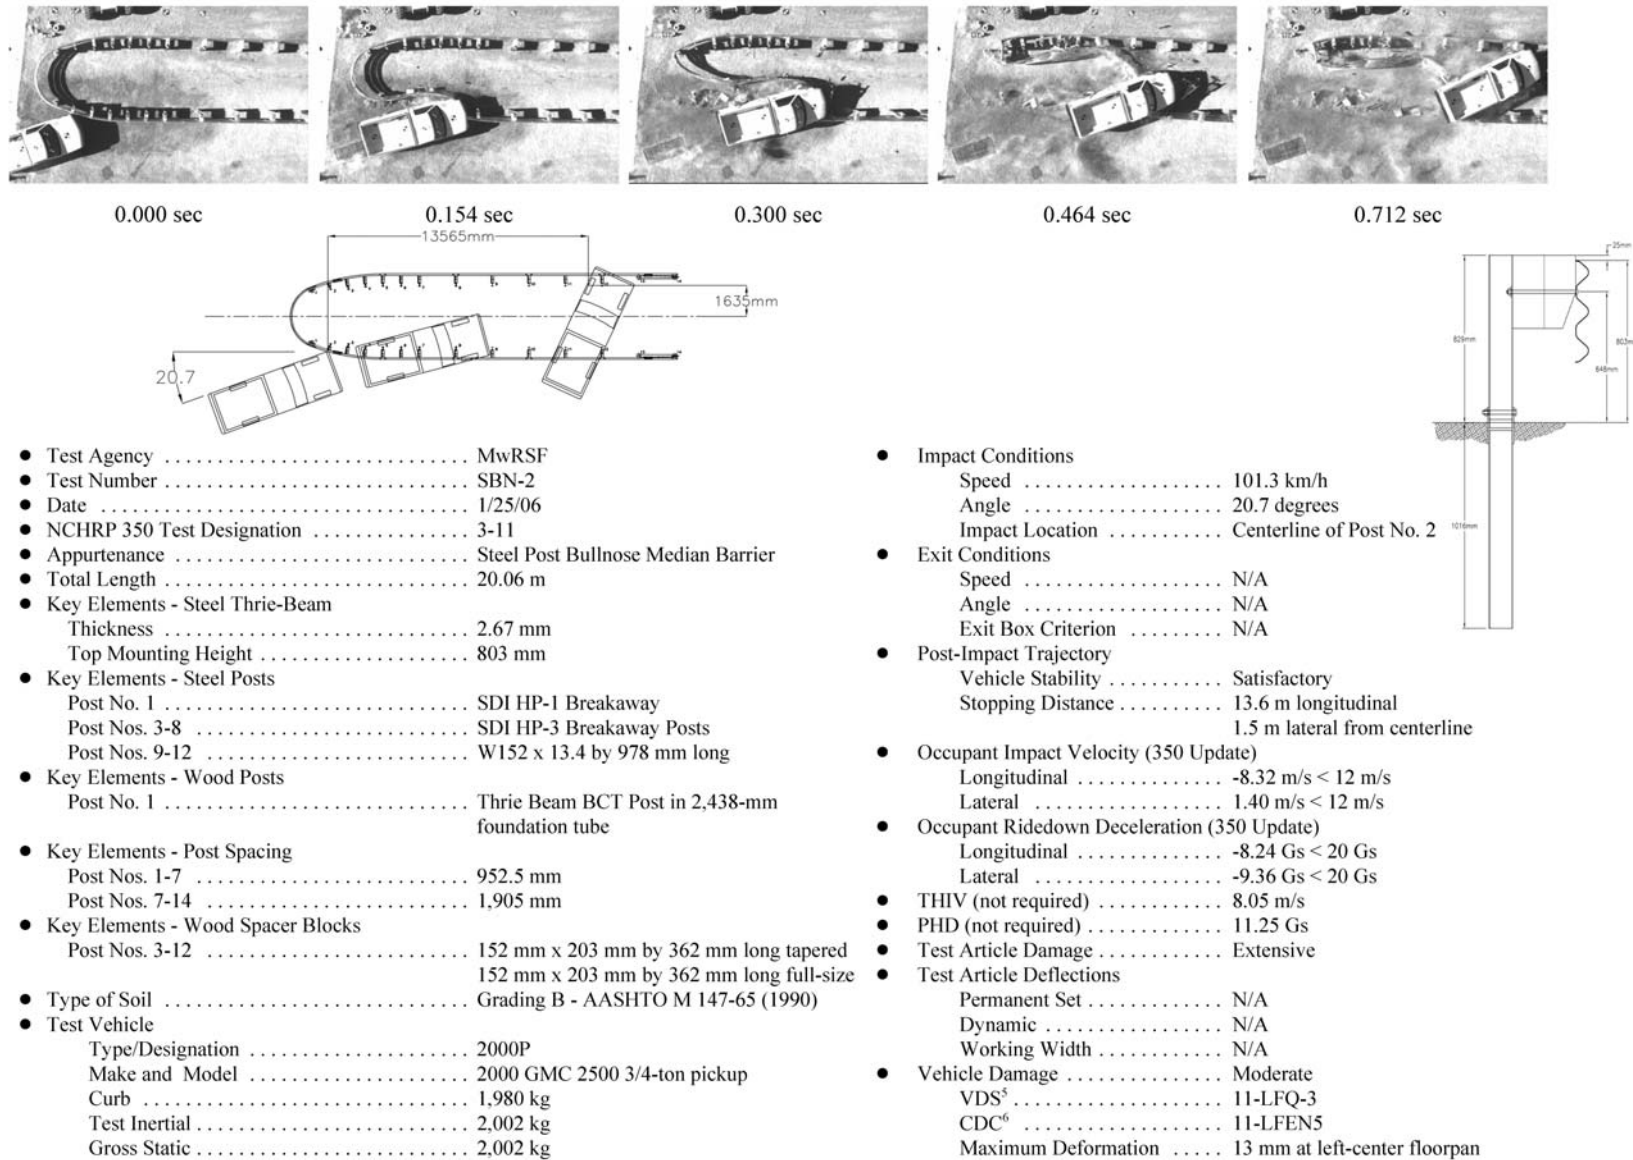 0.000 sec
0.154 sec
0.300 sec
0.464 sec
0.712 sec
13565mm
1635mm
20.7
25mm
829mm
803mm
648mm
1016mm
● Test Agency ........................ MwRSF
● Test Number ........................ SBN-2
● Date ........................ 1/25/06
● NCHRP 350 Test Designation ........................ 3-11
● Appurtenance ........................ Steel Post Bullnose Median Barrier
● Total Length ........................ 20.06 m
● Key Elements - Steel Thrie-Beam
Thickness ........................ 2.67 mm
Top Mounting Height ........................ 803 mm
● Key Elements - Steel Posts
Post No. 1 ........................ SDI HP-1 Breakaway
Post Nos. 3-8 ........................ SDI HP-3 Breakaway Posts
Post Nos. 9-12 ........................ W152 x 13.4 by 978 mm long
● Key Elements - Wood Posts
Post No. 1 ........................ Thrie Beam BCT Post in 2,438-mm
foundation tube
● Key Elements - Post Spacing
Post Nos. 1-7 ........................ 952.5 mm
Post Nos. 7-14 ........................ 1,905 mm
● Key Elements - Wood Spacer Blocks
Post Nos. 3-12 ........................ 152 mm x 203 mm by 362 mm long tapered
152 mm x 203 mm by 362 mm long full-size
● Type of Soil ........................ Grading B - AASHTO M 147-65 (1990)
● Test Vehicle
Type/Designation ........................ 2000P
Make and Model ........................ 2000 GMC 2500 3/4-ton pickup
Curb ........................ 1,980 kg
Test Inertial ........................ 2,002 kg
Gross Static ........................ 2,002 kg
● Impact Conditions
Speed ................... 101.3 km/h
Angle ................... 20.7 degrees
Impact Location .......... Centerline of Post No. 2
● Exit Conditions
Speed ................... N/A
Angle ................... N/A
Exit Box Criterion ......... N/A
● Post-Impact Trajectory
Vehicle Stability ........... Satisfactory
Stopping Distance .......... 13.6 m longitudinal
1.5 m lateral from centerline
● Occupant Impact Velocity (350 Update)
Longitudinal .............. -8.32 m/s < 12 m/s
Lateral .................. 1.40 m/s < 12 m/s
● Occupant Ridedown Deceleration (350 Update)
Longitudinal .............. -8.24 Gs < 20 Gs
Lateral .................. -9.36 Gs < 20 Gs
● THIV (not required) ............ 8.05 m/s
● PHD (not required) ............. 11.25 Gs
● Test Article Damage ............. Extensive
● Test Article Deflections
Permanent Set ............. N/A
Dynamic ................. N/A
Working Width ............ N/A
● Vehicle Damage ............... Moderate
VDS⁵ .................... 11-LFQ-3
CDC⁶ ................... 11-LFEN5
Maximum Deformation ..... 13 mm at left-center floorpan